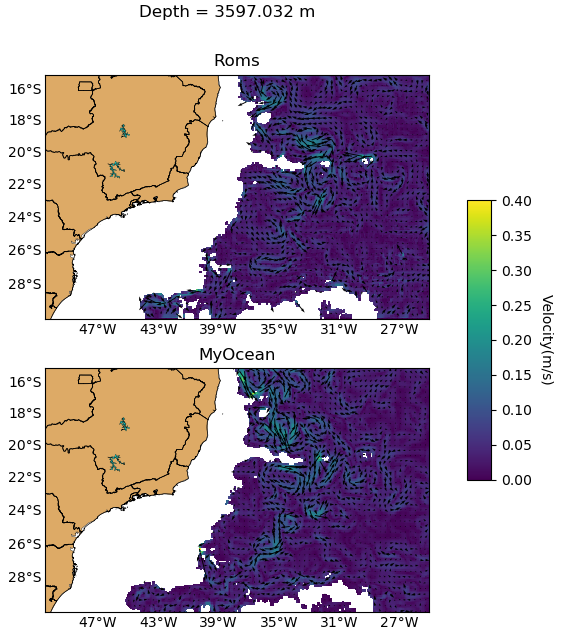 Depth = 3597.032 m
Roms
16°S
18°S
20°S
22°S
24°S
26°S
28°S
47°W 43°W 39°W 35°W 31°W 27°W
MyOcean
16°S
18°S
20°S
22°S
24°S
26°S
28°S
47°W 43°W 39°W 35°W 31°W 27°W
0.40
0.35
0.30
0.25
0.20
0.15
0.10
0.05
0.00
Velocity(m/s)